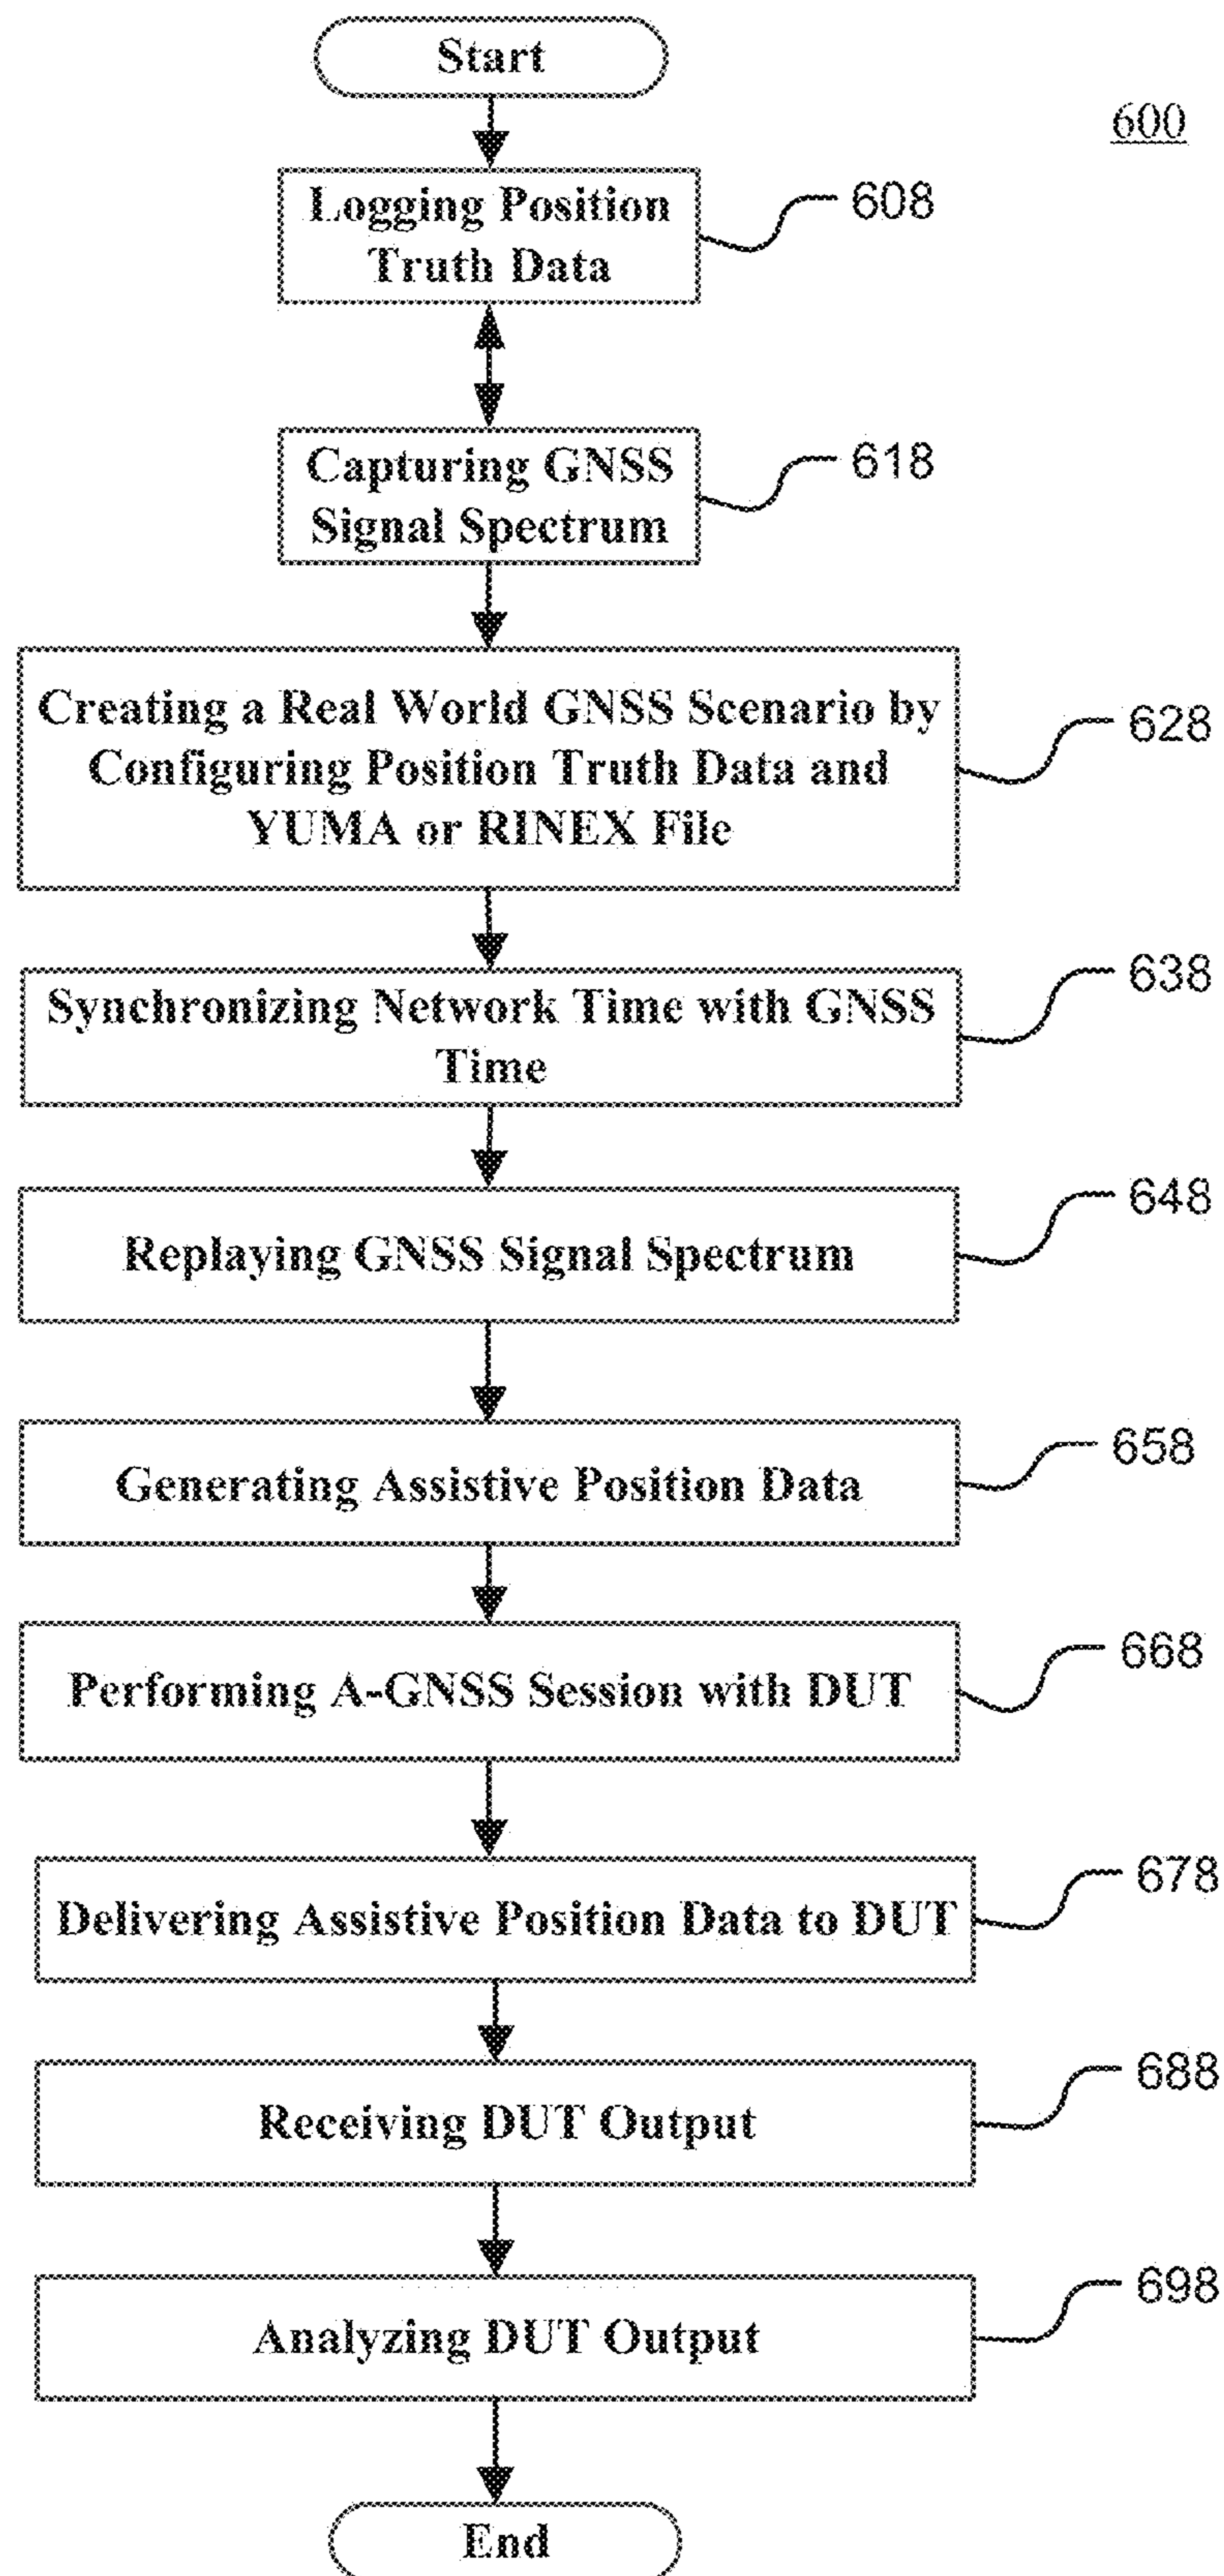 Start
600
Logging Position
Truth Data
608
Capturing GNSS
Signal Spectrum
618
Creating a Real World GNSS Scenario by
Configuring Position Truth Data and
YUMA or RINEX File
628
Synchronizing Network Time with GNSS
Time
638
Replaying GNSS Signal Spectrum
648
Generating Assistive Position Data
658
Performing A-GNSS Session with DUT
668
Delivering Assistive Position Data to DUT
678
Receiving DUT Output
688
Analyzing DUT Output
698
End